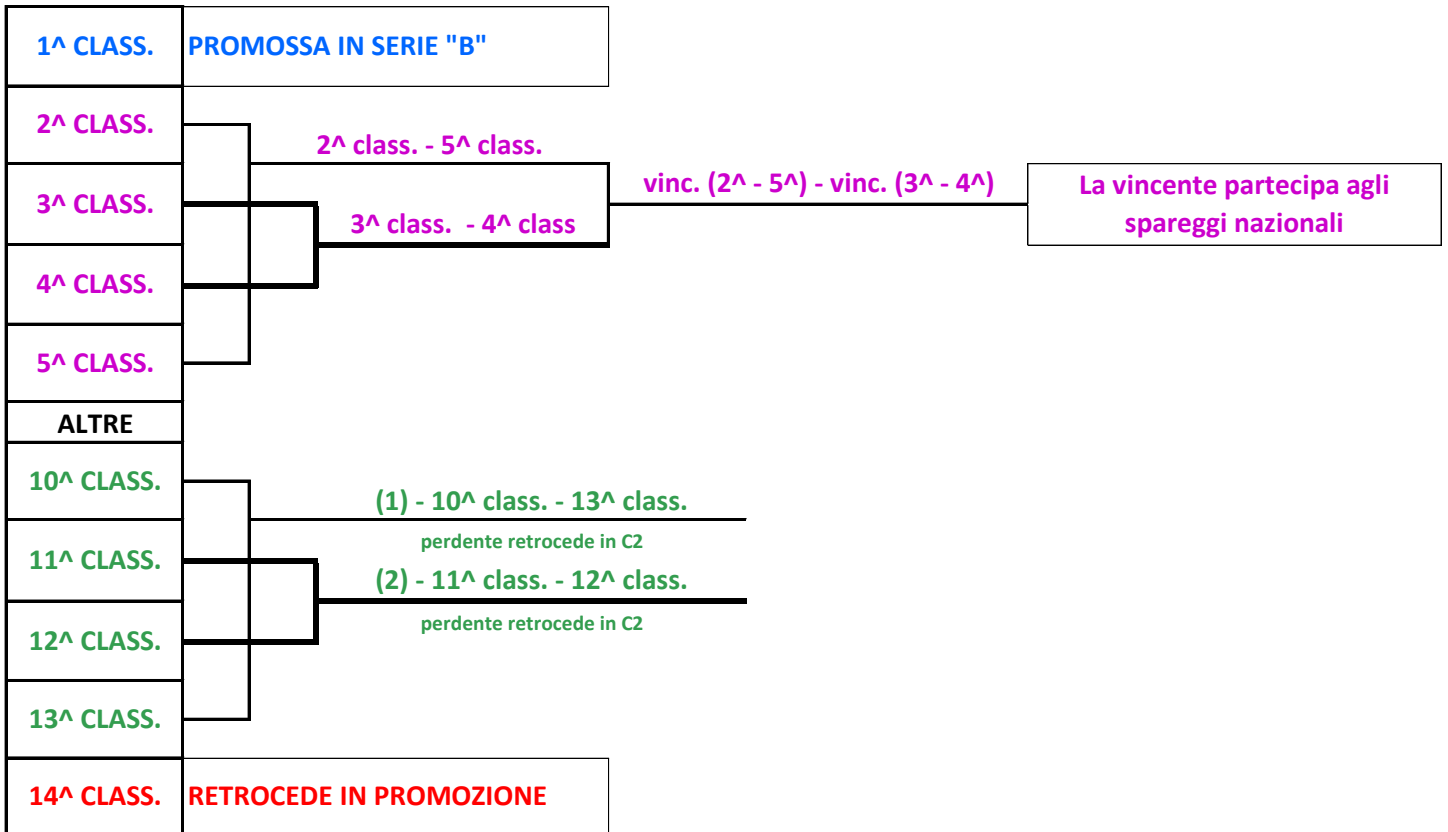 1^ CLASS.
PROMOSSA IN SERIE "B"
2^ CLASS.
2^ class. - 5^ class.
3^ CLASS.
3^ class.  - 4^ class
vinc. (2^ - 5^) - vinc. (3^ - 4^)
La vincente partecipa agli
spareggi nazionali
4^ CLASS.
5^ CLASS.
ALTRE
10^ CLASS.
(1) - 10^ class. - 13^ class.
perdente retrocede in C2
11^ CLASS.
(2) - 11^ class. - 12^ class.
perdente retrocede in C2
12^ CLASS.
13^ CLASS.
14^ CLASS.
RETROCEDE IN PROMOZIONE